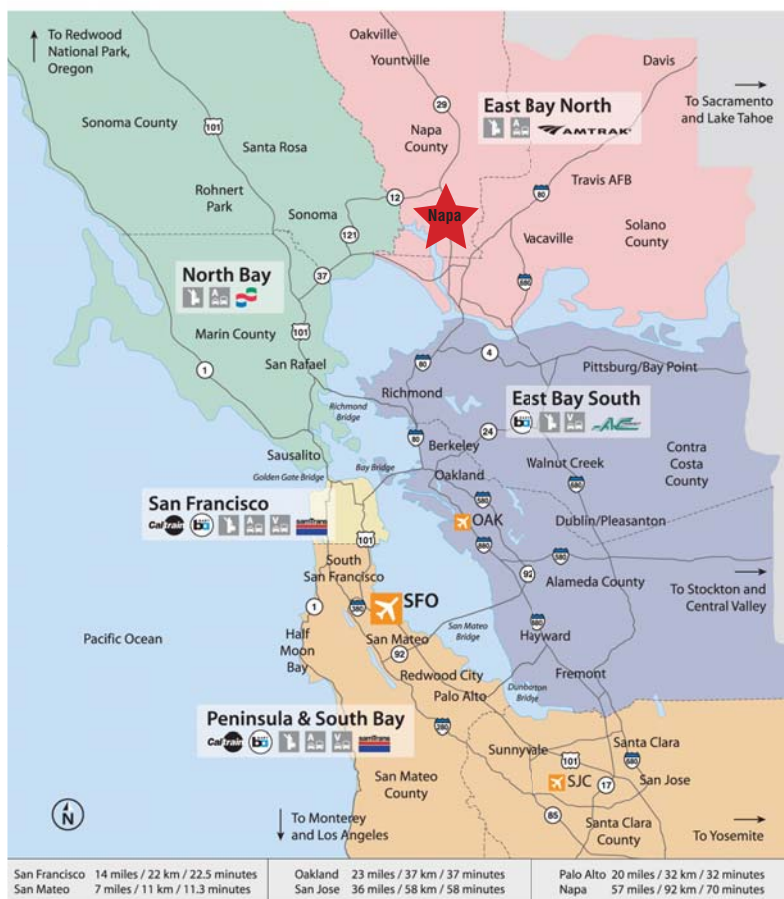 To Redwood
National Park,
Oregon
Oakville
Yountville
Davis
29
East Bay North
AMTRAK
To Sacramento
and Lake Tahoe
Sonoma County
101
Napa
County
Santa Rosa
Travis AFB
80
Rohnert
Park
12
Sonoma
Napa
Solano
County
121
Vacaville
North Bay
37
680
Marin County
101
San Rafael
1
80
4
Pittsburg/Bay Point
Richmond
Richmond
Bridge
East Bay South
80
24
Berkeley
Contra
Costa
County
Sausalito
Golden Gate Bridge
Bay Bridge
Oakland
Walnut Creek
680
San Francisco
Caltrain
ba
samTrans
580
OAK
Dublin/Pleasanton
101
880
580
South
San Francisco
92
Alameda County
To Stockton and
Central Valley
1
380
SFO
Pacific Ocean
Half
Moon
Bay
San Mateo
92
San Mateo
Bridge
880
Hayward
Redwood City
Fremont
Palo Alto
Dunbarton
Bridge
Peninsula & South Bay
Caltrain
ba
samTrans
280
Sunnyvale
Santa Clara
101
680
San Mateo
County
SJC
17
San Jose
85
Santa Clara
County
N
To Monterey
and Los Angeles
To Yosemite
San Francisco 14 miles / 22 km / 22.5 minutes
San Mateo 7 miles / 11 km / 11.3 minutes
Oakland 23 miles / 37 km / 37 minutes
San Jose 36 miles / 58 km / 58 minutes
Palo Alto 20 miles / 32 km / 32 minutes
Napa 57 miles / 92 km / 70 minutes